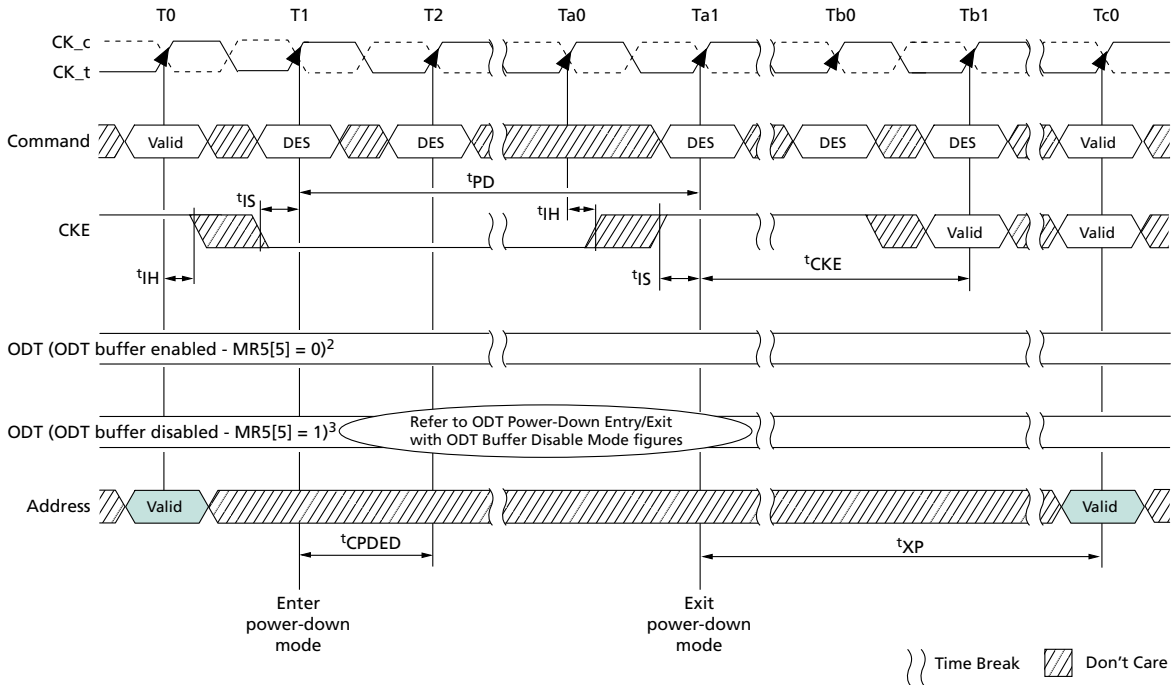 T0 T1 T2 Ta0 Ta1 Tb0 Tb1 Tc0
CK_c
CK_t
Command Valid DES DES DES DES DES Valid
tPD
tIS tIH
CKE Valid Valid
tIH tIS tCKE
ODT (ODT buffer enabled - MR5[5] = 0)2
ODT (ODT buffer disabled - MR5[5] = 1)3
Refer to ODT Power-Down Entry/Exit
with ODT Buffer Disable Mode figures
Address Valid Valid
tCPDED tXP
Enter
power-down
mode
Exit
power-down
mode
Time Break Don't Care